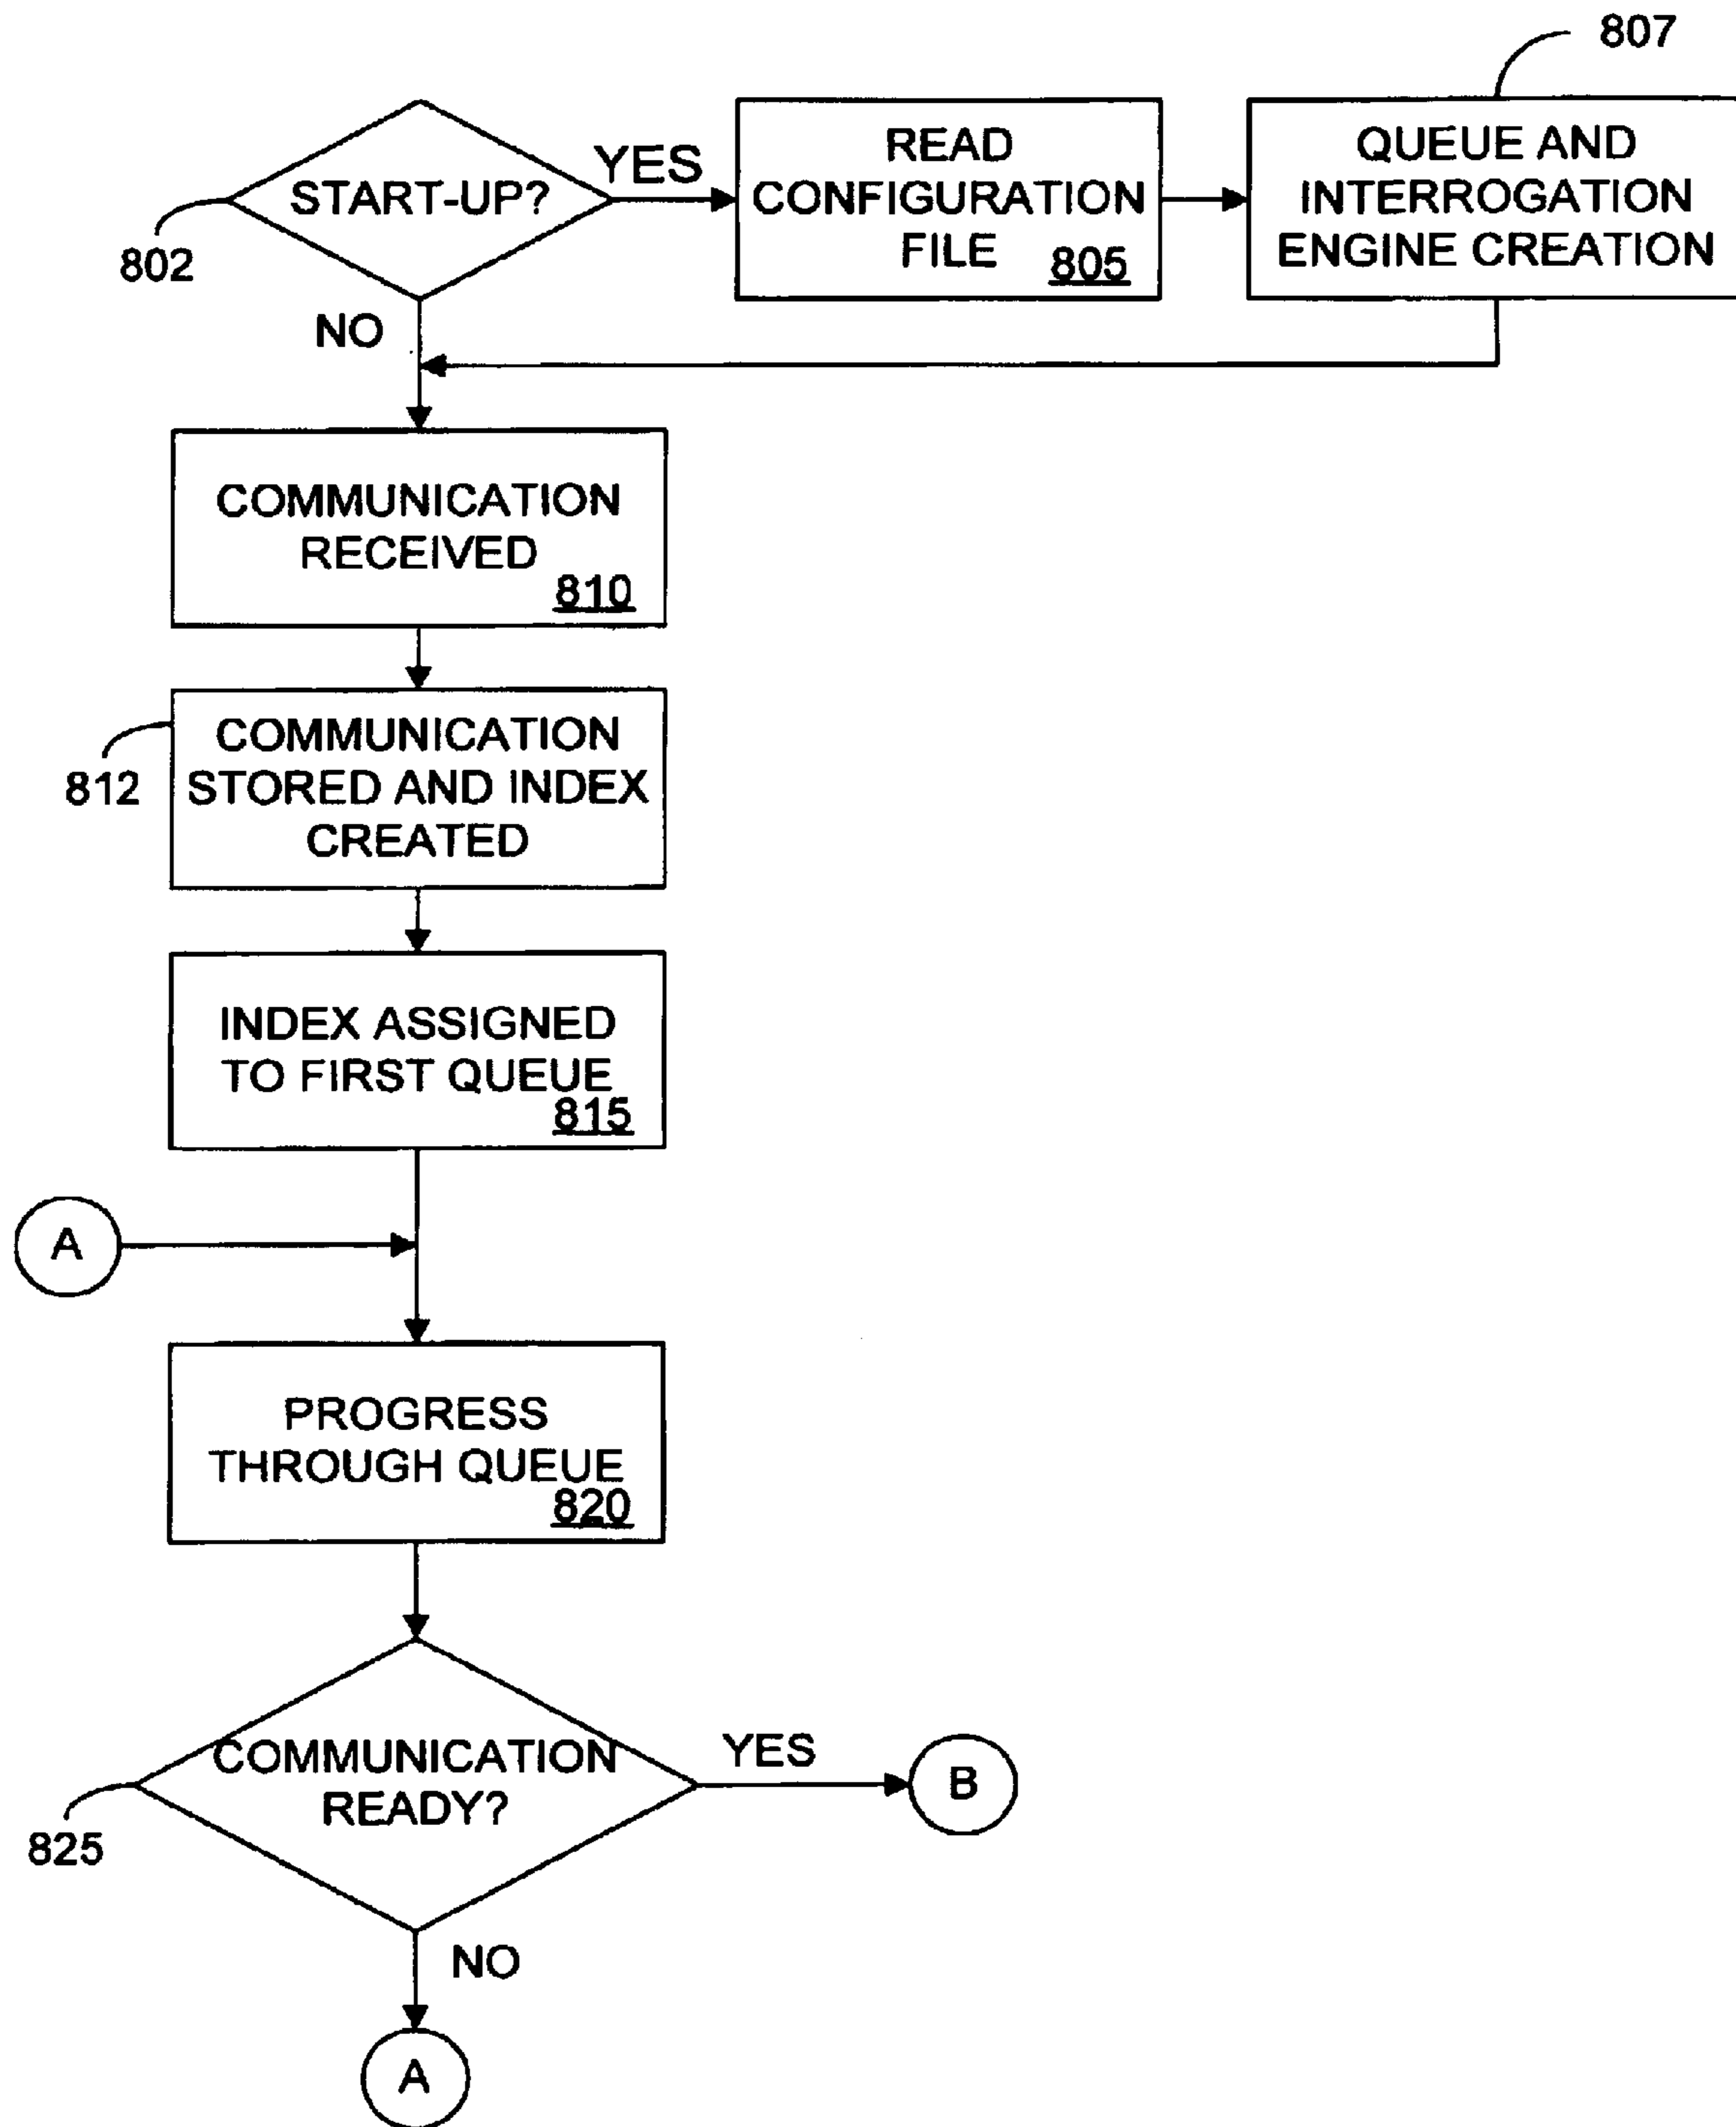 807
START-UP?
YES
READ
CONFIGURATION
FILE
805
QUEUE AND
INTERROGATION
ENGINE CREATION
802
NO
COMMUNICATION
RECEIVED
810
COMMUNICATION
STORED AND INDEX
CREATED
812
INDEX ASSIGNED
TO FIRST QUEUE
815
A
PROGRESS
THROUGH QUEUE
820
COMMUNICATION
READY?
YES
B
825
NO
A